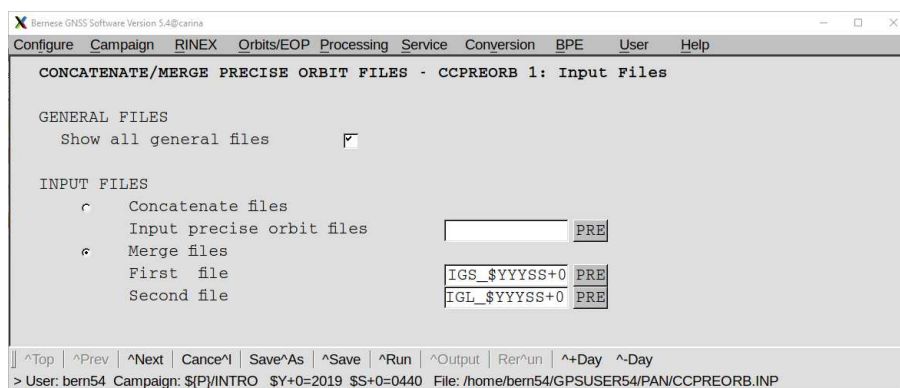 Bernese GNSS Software Version 5.4@carina
Configure Campaign RINEX Orbits/EOP Processing Service Conversion BPE User Help
CONCATENATE/MERGE PRECISE ORBIT FILES - CCPREORB 1: Input Files
GENERAL FILES
Show all general files
INPUT FILES
Concatenate files
Input precise orbit files PRE
Merge files
First file IGS_$YYYSS+0 PRE
Second file IGL_$YYYSS+0 PRE
^Top | ^Prev | ^Next | Cance^l | Save^As | ^Save | ^Run | ^Output | Rer^un | ^+Day ^-Day
> User: bern54 Campaign: ${P}/INTRO $Y+0=2019 $S+0=0440 File: /home/bern54/GPSUSER54/PAN/CCPREORB.INP